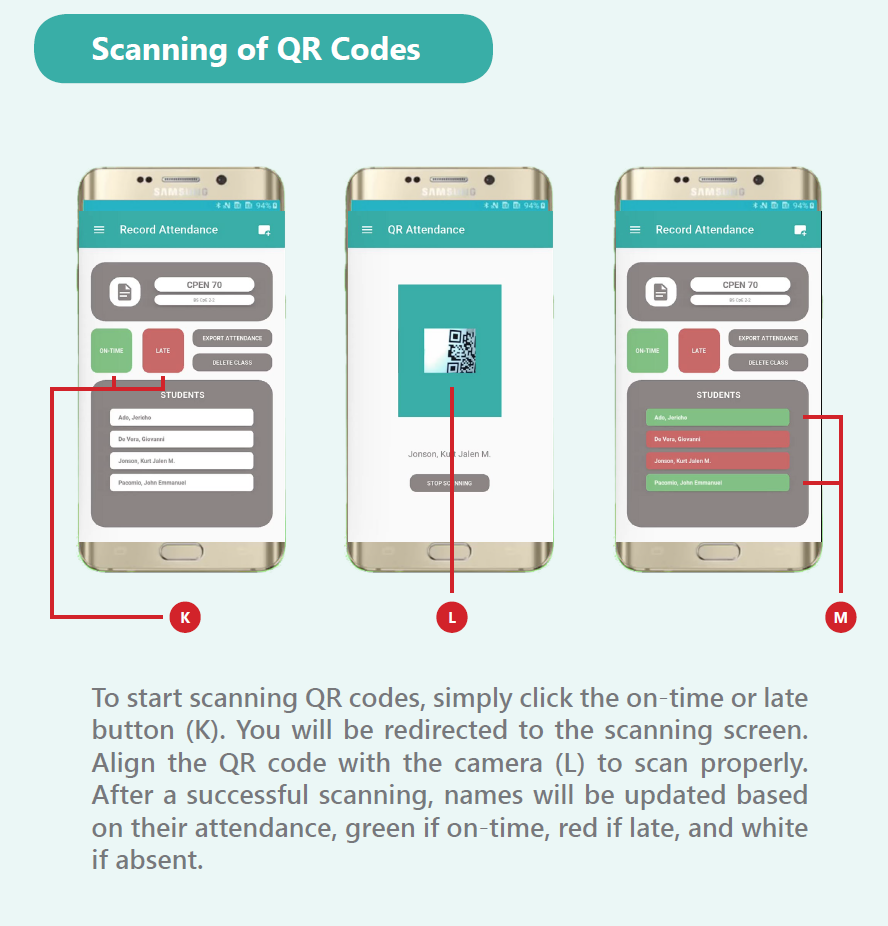 Scanning of QR Codes
SAMSUNG
94%
Record Attendance
CPEN 70
ON-TIME
LATE
EXPORT ATTENDANCE
DELETE CLASS
STUDENTS
Ado, Jericho
De Vera, Giovanni
Jonson, Kurt Jalen M.
Pacomio, John Emmanuel
K
SAMSUNG
94%
QR Attendance
Jonson, Kurt Jalen M.
STOP SCANNING
L
SAMSUNG
94%
Record Attendance
CPEN 70
ON-TIME
LATE
EXPORT ATTENDANCE
DELETE CLASS
STUDENTS
Ado, Jericho
De Vera, Giovanni
Jonson, Kurt Jalen M.
Pacomio, John Emmanuel
M
To start scanning QR codes, simply click the on-time or late
button (K). You will be redirected to the scanning screen.
Align the QR code with the camera (L) to scan properly.
After a successful scanning, names will be updated based
on their attendance, green if on-time, red if late, and white
if absent.